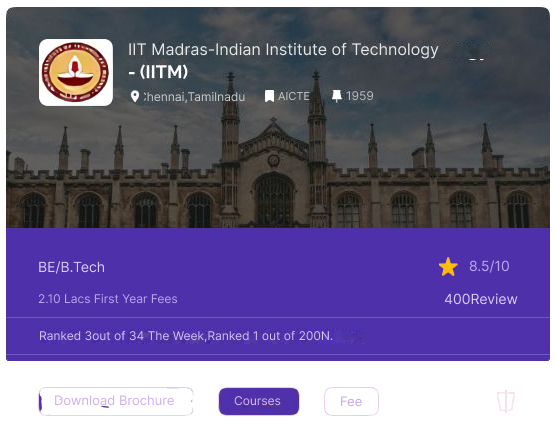 IIT Madras-Indian Institute of Technology
- (IITM)
:hennai,Tamilnadu AICTE 1959
BE/B.Tech 8.5/10
2.10 Lacs First Year Fees 400Review
Ranked 3out of 34 The Week,Ranked 1 out of 200N.
Download Brochure Courses Fee